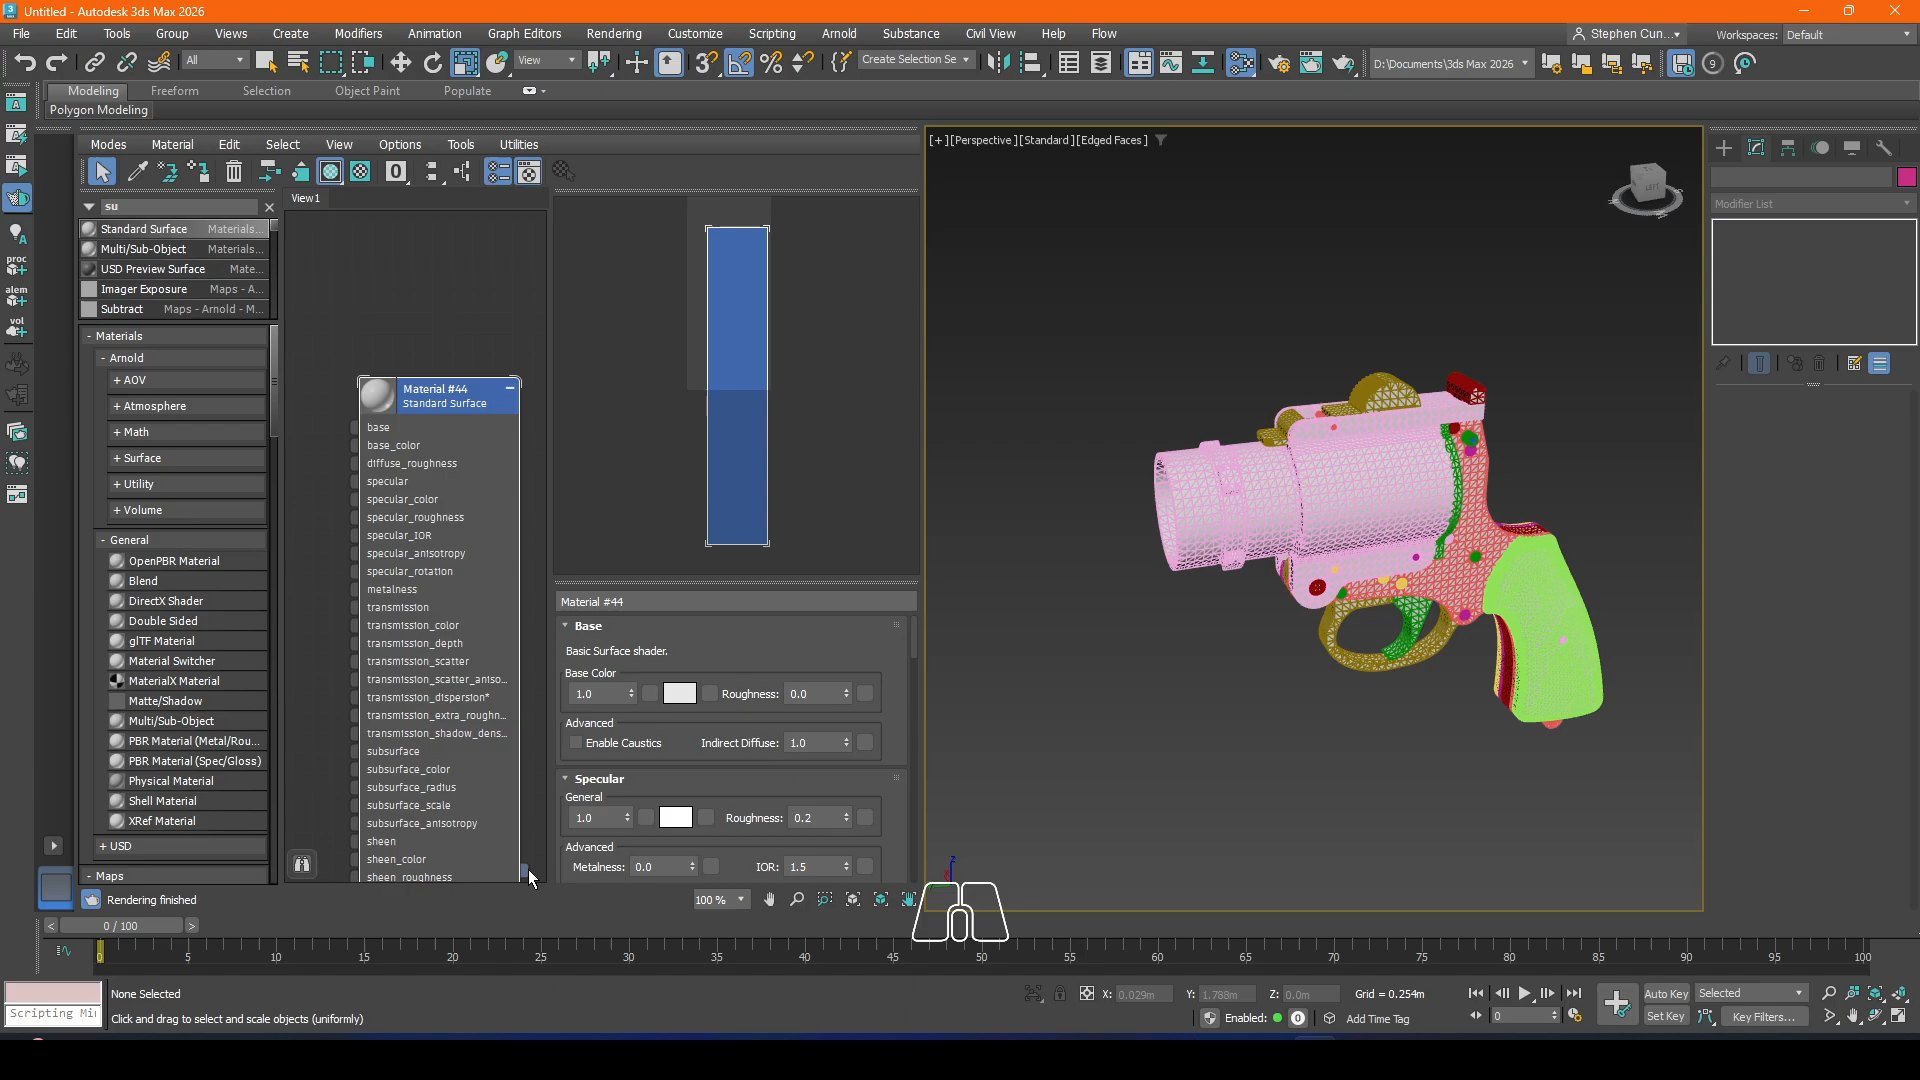 Untitled - Autodesk 3ds Max 2026
File Edit Tools Group Views Create Modifiers Animation Graph Editors Rendering Customize Scripting Arnold Substance Civil View Help Flow
Stephen Cun... Workspaces: Default
All View Create Selection Se D:\Documents\3ds Max 2026 9
Modeling Freeform Selection Object Paint Populate
Polygon Modeling
Modes Material Edit Select View Options Tools Utilities
[+][Perspective][Standard][Edged Faces]
LEFT
Modifier List
proc
alem
vol
su
Standard Surface Materials...
Multi/Sub-Object Materials...
USD Preview Surface Mate...
Imager Exposure Maps - A...
Subtract Maps - Arnold - M...
- Materials
- Arnold
+ AOV
+ Atmosphere
+ Math
+ Surface
+ Utility
+ Volume
- General
OpenPBR Material
Blend
DirectX Shader
Double Sided
glTF Material
Material Switcher
MaterialX Material
Matte/Shadow
Multi/Sub-Object
PBR Material (Metal/Rou...
PBR Material (Spec/Gloss)
Physical Material
Shell Material
XRef Material
+ USD
- Maps
View1
Material #44
Standard Surface
base
base_color
diffuse_roughness
specular
specular_color
specular_roughness
specular_IOR
specular_anisotropy
specular_rotation
metalness
transmission
transmission_color
transmission_depth
transmission_scatter
transmission_scatter_aniso...
transmission_dispersion*
transmission_extra_roughn...
transmission_shadow_dens...
subsurface
subsurface_color
subsurface_radius
subsurface_scale
subsurface_anisotropy
sheen
sheen_color
sheen_roughness
Material #44
Base
Basic Surface shader.
Base Color
1.0 Roughness: 0.0
Advanced
Enable Caustics Indirect Diffuse: 1.0
Specular
General
1.0 Roughness: 0.2
Advanced
Metalness: 0.0 IOR: 1.5
Rendering finished
100 %
z
0 / 100
0 5 10 15 20 25 30 35 40 45 50 55 60 65 70 75 80 85 90 95 100
None Selected
X: 0.029m Y: 1.788m Z: 0.0m Grid = 0.254m
Auto Key Selected
Scripting Mi
Click and drag to select and scale objects (uniformly)
Enabled: 0 Add Time Tag
0 Set Key Key Filters...